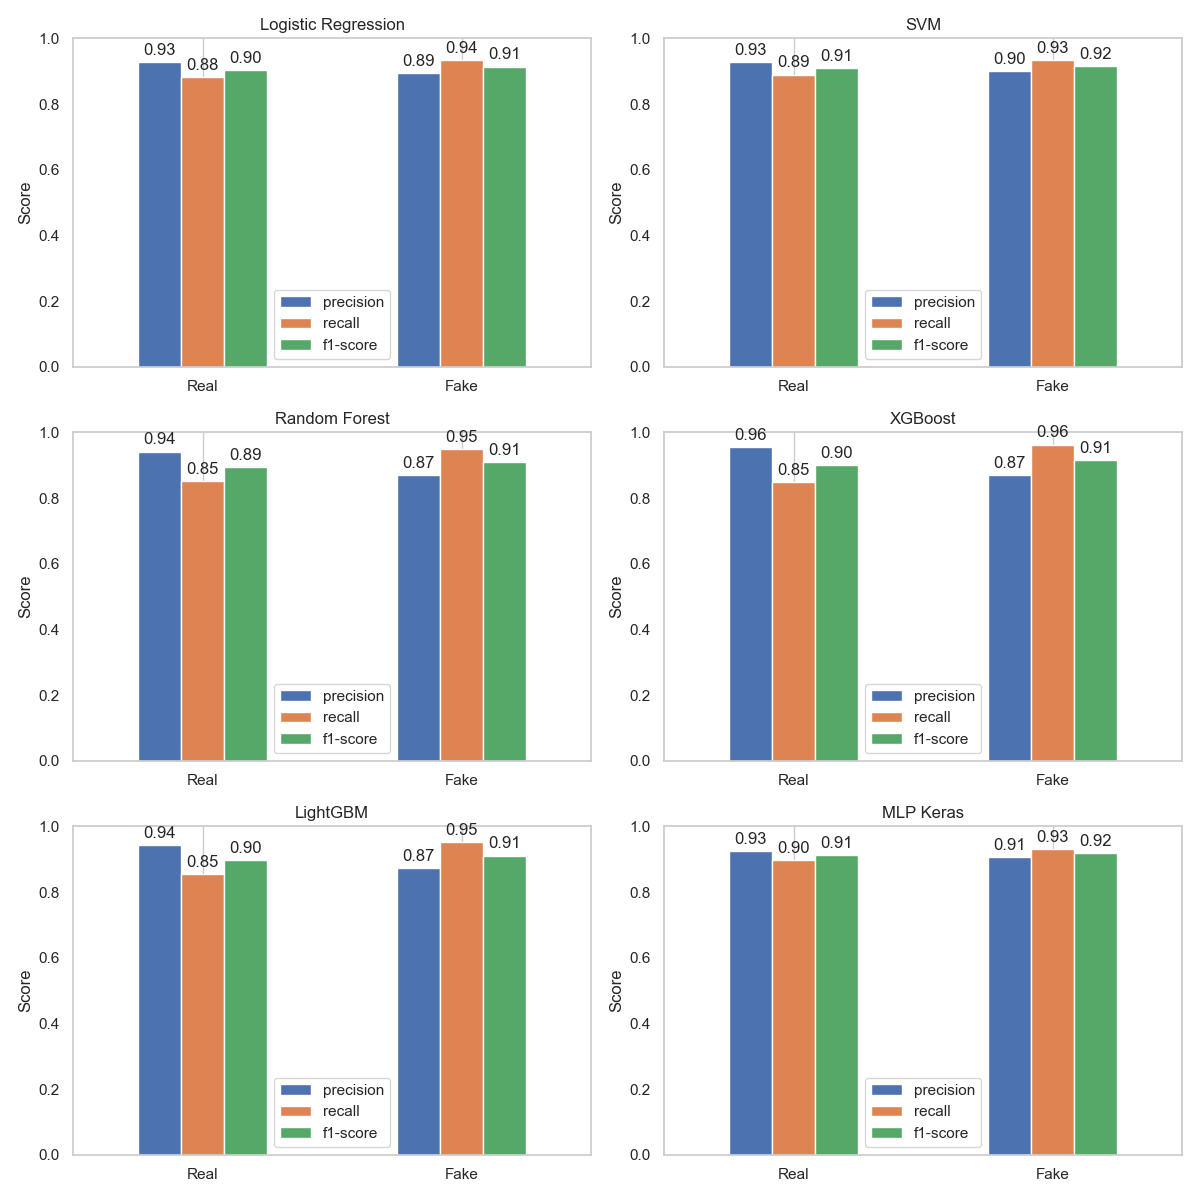 Logistic Regression
1.0
0.8
0.6
0.4
0.2
0.0
Score
0.93
0.88
0.90
0.89
0.94
0.91
precision
recall
f1-score
Real
Fake
SVM
1.0
0.8
0.6
0.4
0.2
0.0
Score
0.93
0.89
0.91
0.90
0.93
0.92
precision
recall
f1-score
Real
Fake
Random Forest
1.0
0.8
0.6
0.4
0.2
0.0
Score
0.94
0.85
0.89
0.87
0.95
0.91
precision
recall
f1-score
Real
Fake
XGBoost
1.0
0.8
0.6
0.4
0.2
0.0
Score
0.96
0.85
0.90
0.87
0.96
0.91
precision
recall
f1-score
Real
Fake
LightGBM
1.0
0.8
0.6
0.4
0.2
0.0
Score
0.94
0.85
0.90
0.87
0.95
0.91
precision
recall
f1-score
Real
Fake
MLP Keras
1.0
0.8
0.6
0.4
0.2
0.0
Score
0.93
0.90
0.91
0.91
0.93
0.92
precision
recall
f1-score
Real
Fake